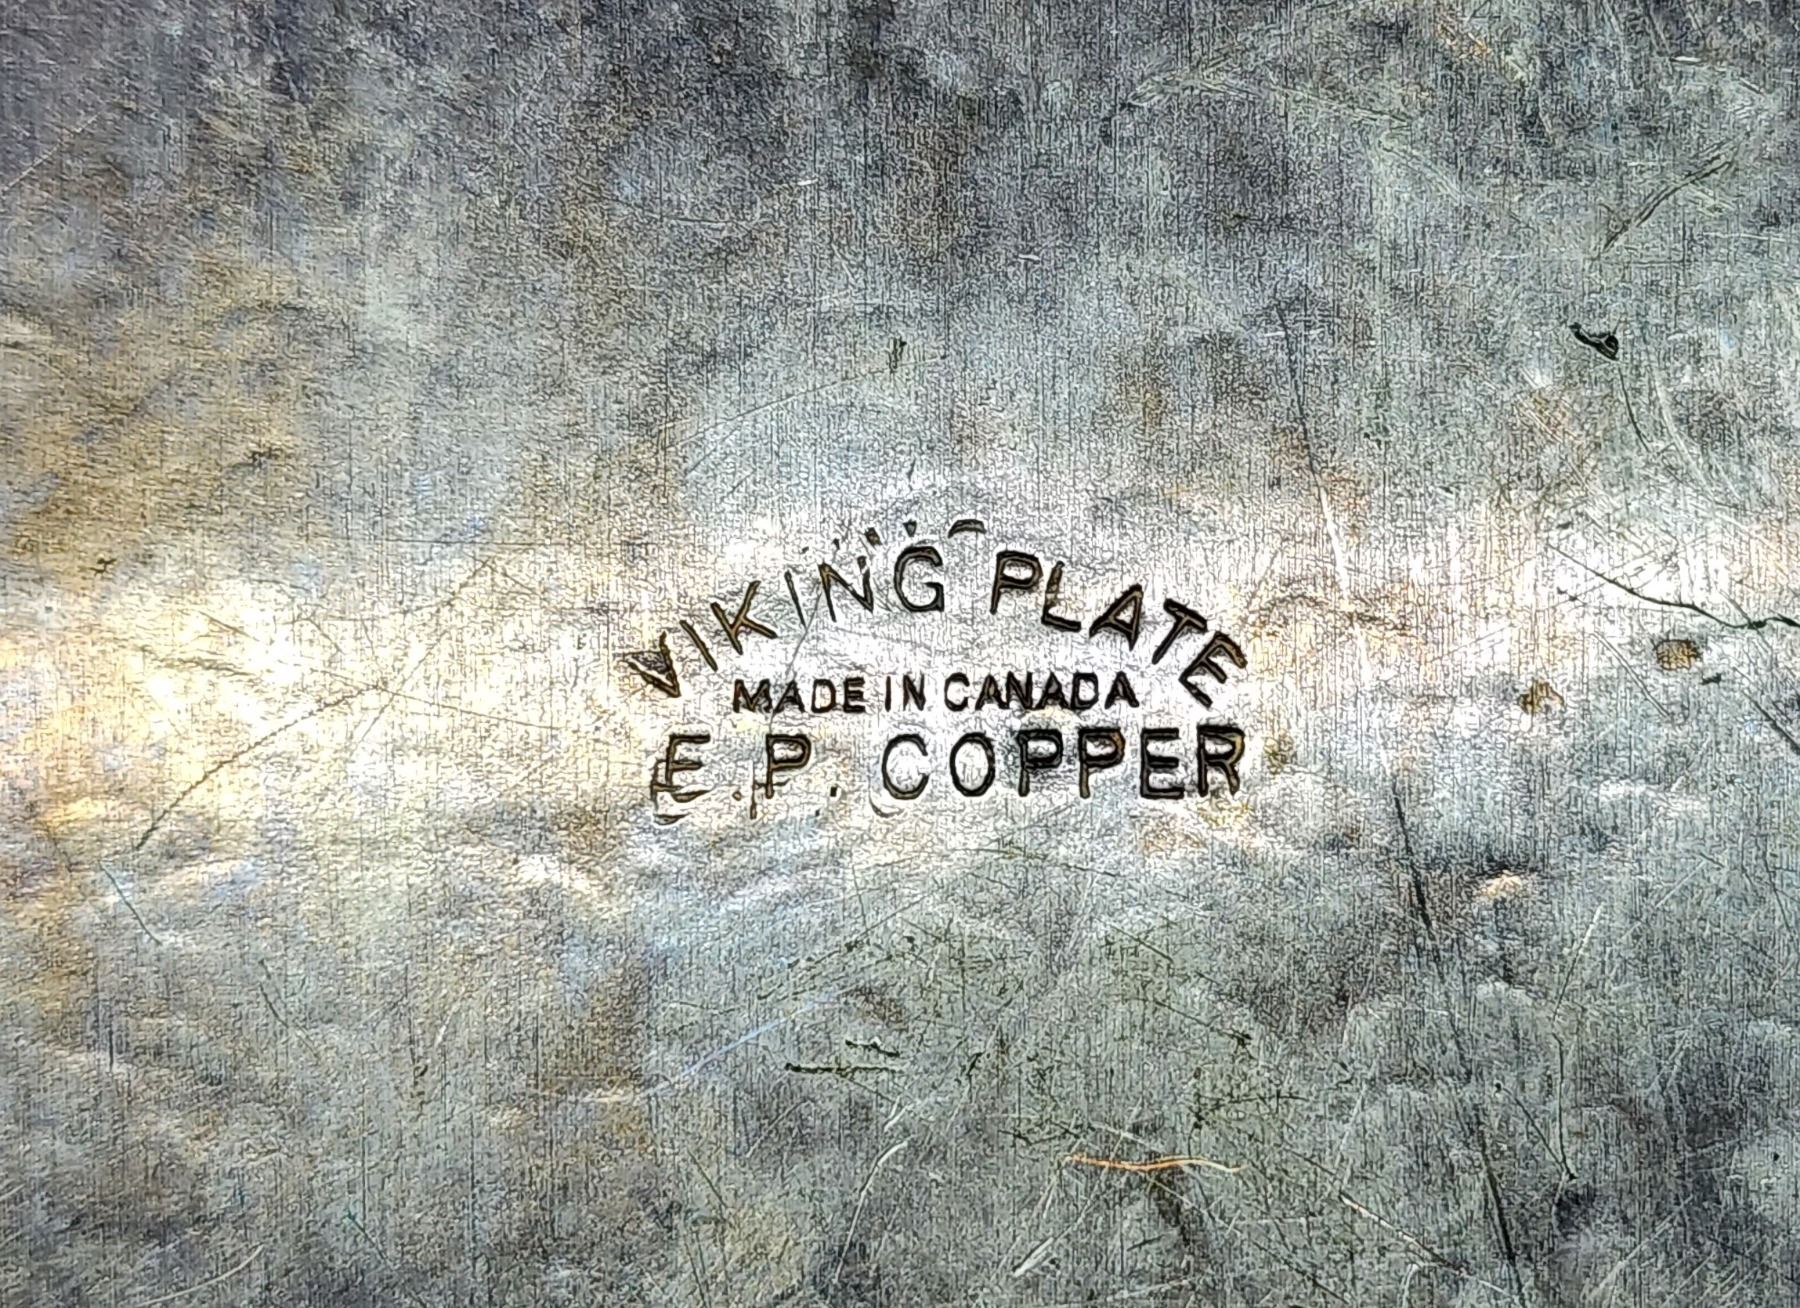 VIKING PLATE
MADE IN CANADA
E.P. COPPER